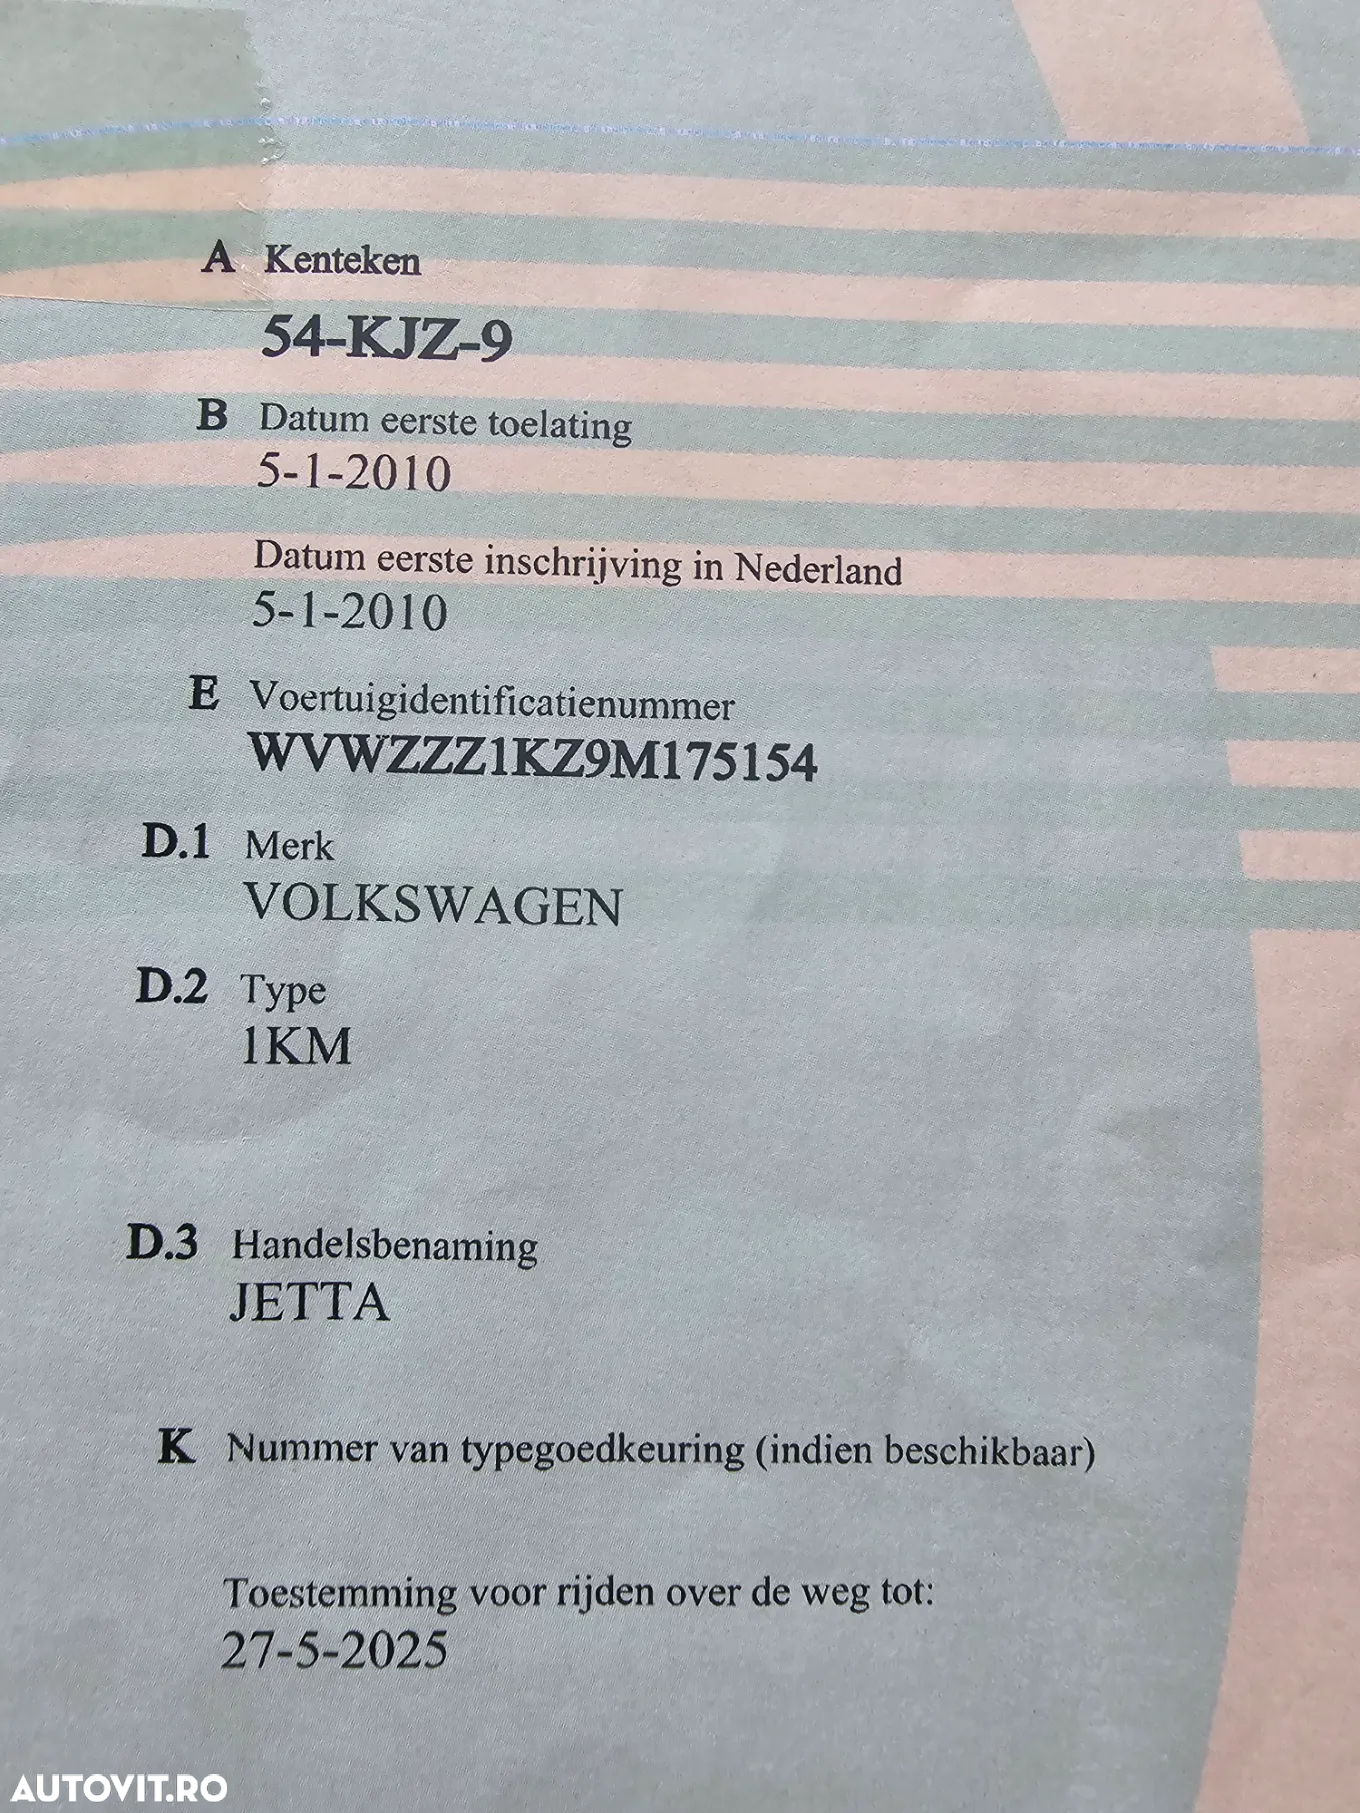 A Kenteken
54-KJZ-9
B Datum eerste toelating
5-1-2010
Datum eerste inschrijving in Nederland
5-1-2010
E Voertuigidentificatienummer
WVWZZZ1KZ9M175154
D.1 Merk
VOLKSWAGEN
D.2 Type
1KM
D.3 Handelsbenaming
JETTA
K Nummer van typegoedkeuring (indien beschikbaar)
Toestemming voor rijden over de weg tot:
27-5-2025
AUTOVIT.RO